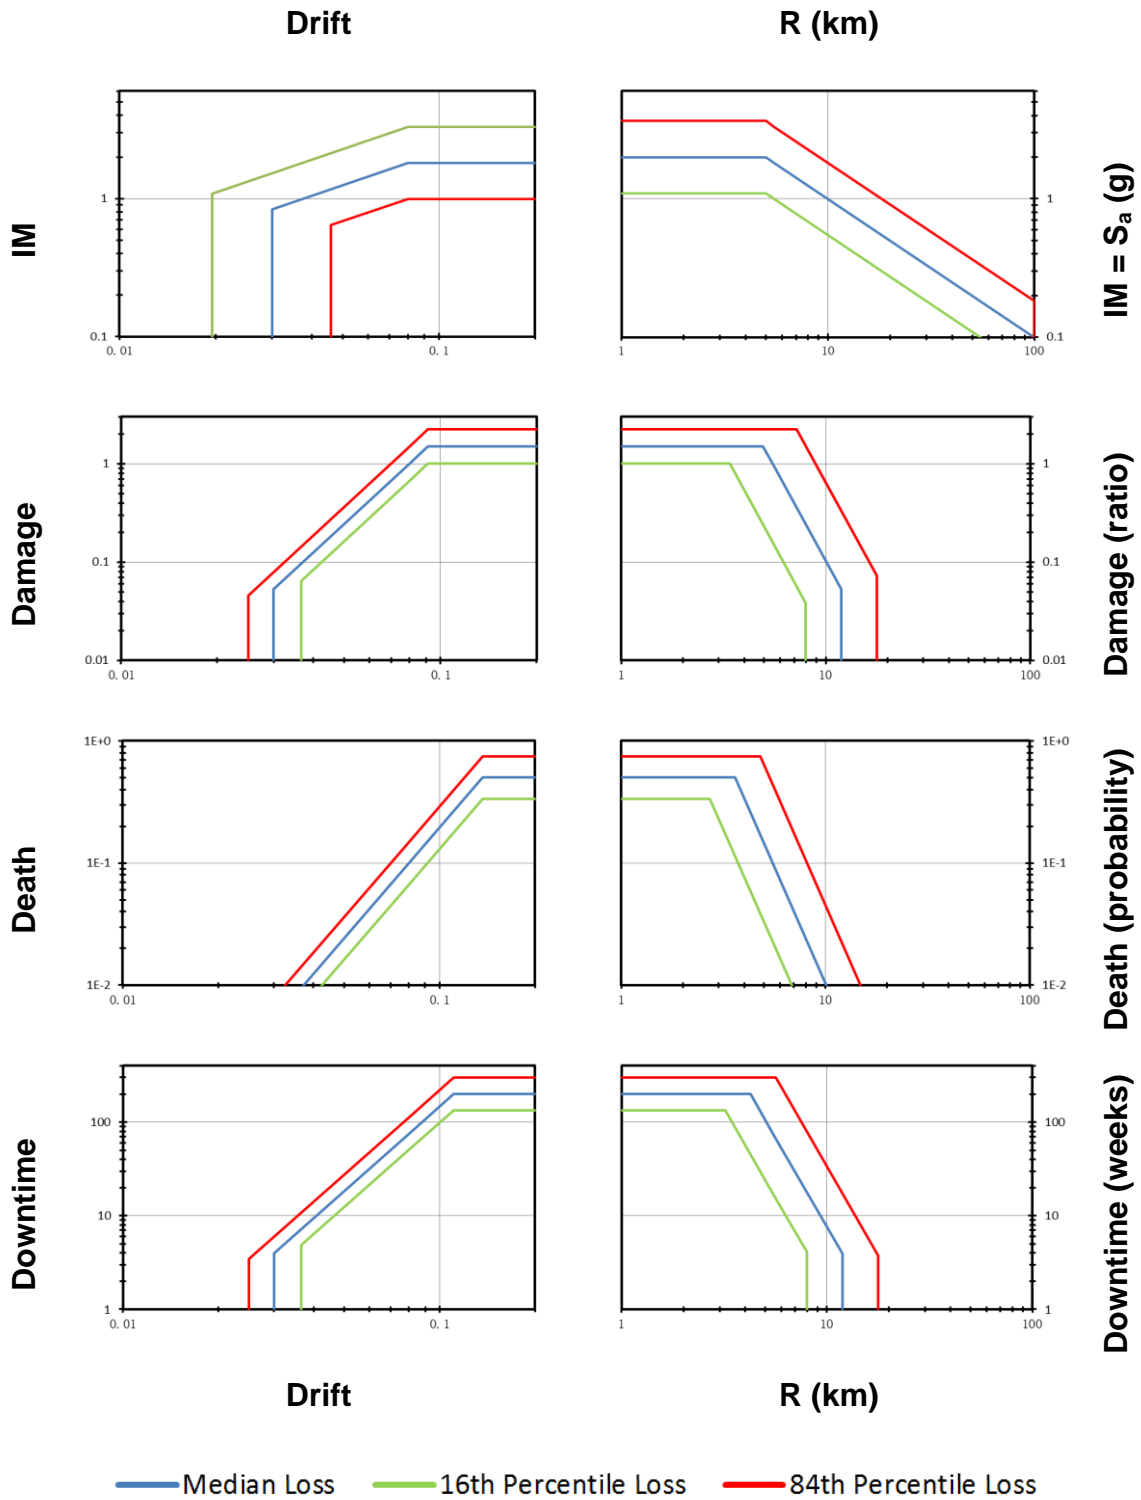 Drift R (km)
IM
1
0.1
0.01 0.1
1
0.1
1 10 100
IM = Sa (g)
Damage
1
0.1
0.01
0.01 0.1
1
0.1
0.01
1 10 100
Damage (ratio)
Death
1E+0
1E-1
1E-2
0.01 0.1
1E+0
1E-1
1E-2
1 10 100
Death (probability)
Downtime
100
10
1
0.01 0.1
100
10
1
1 10 100
Downtime (weeks)
Drift R (km)
Median Loss 16th Percentile Loss 84th Percentile Loss